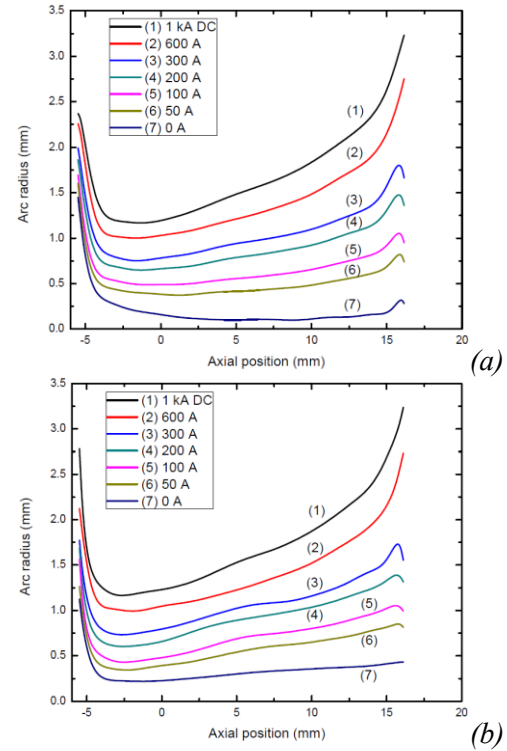 3.5
3.0
2.5
2.0
1.5
1.0
0.5
0.0
Arc radius (mm)
(1) 1 kA DC
(2) 600 A
(3) 300 A
(4) 200 A
(5) 100 A
(6) 50 A
(7) 0 A
(1)
(2)
(3)
(4)
(5)
(6)
(7)
-5 0 5 10 15 20
Axial position (mm)
(a)
3.5
3.0
2.5
2.0
1.5
1.0
0.5
0.0
Arc radius (mm)
(1) 1 kA DC
(2) 600 A
(3) 300 A
(4) 200 A
(5) 100 A
(6) 50 A
(7) 0 A
(1)
(2)
(3)
(4)
(5)
(6)
(7)
-5 0 5 10 15 20
Axial position (mm)
(b)